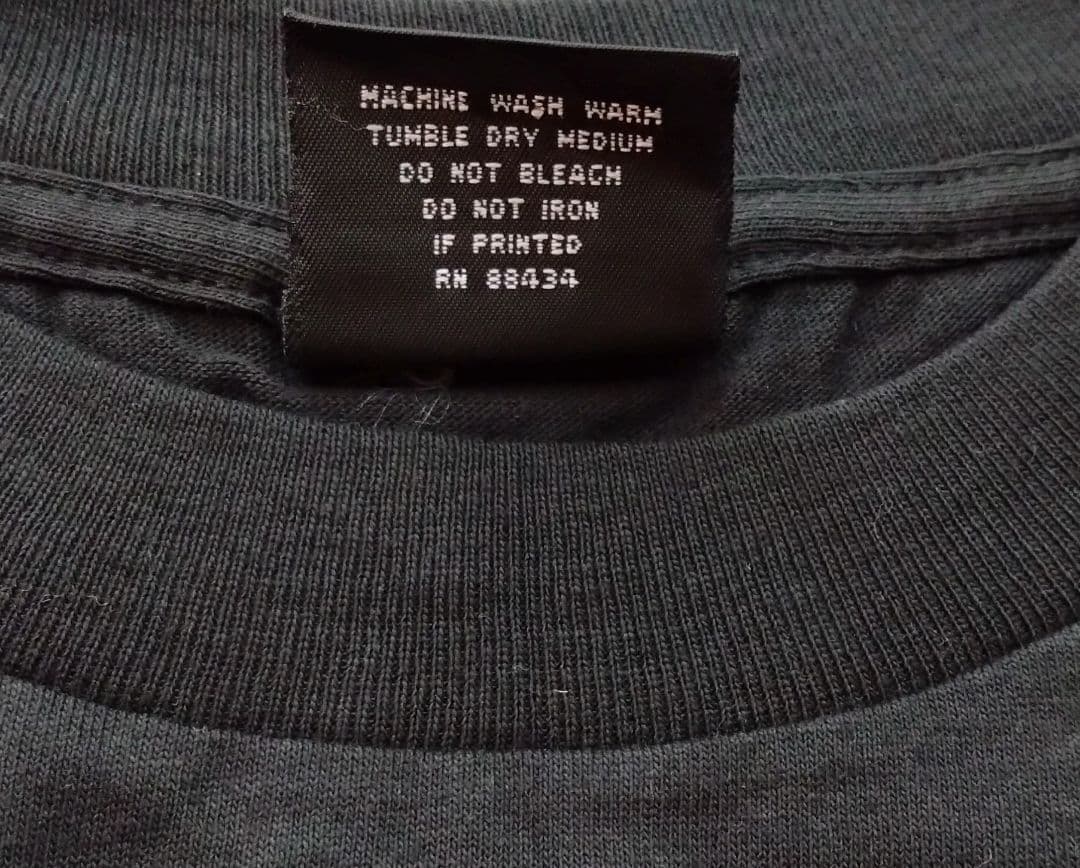 MACHINE WASH WARM
TUMBLE DRY MEDIUM
DO NOT BLEACH
DO NOT IRON
IF PRINTED
RN 88434